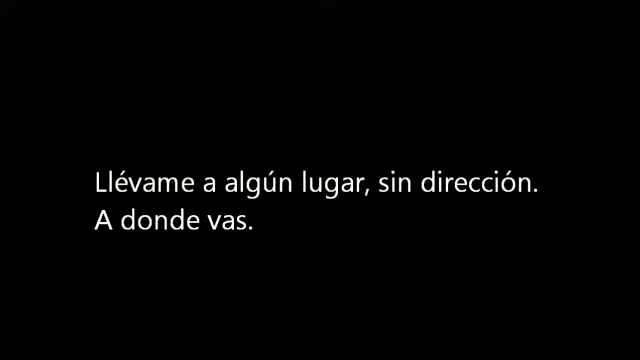 Llévame a algún lugar, sin dirección.
A donde vas.